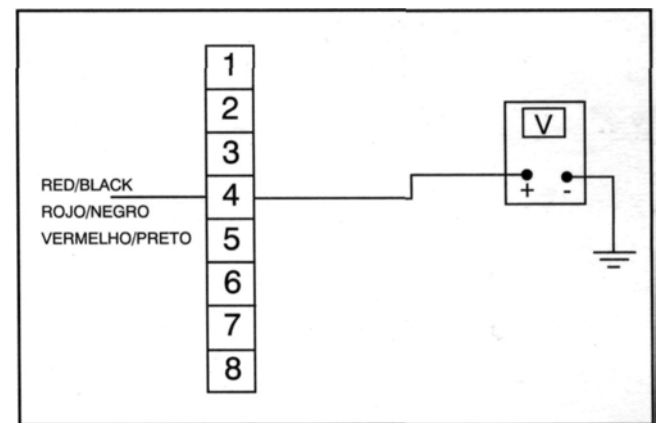 1
2
3
RED/BLACK
4
ROJO/NEGRO
VERMELHO/PRETO
5
6
7
8
V
+ -